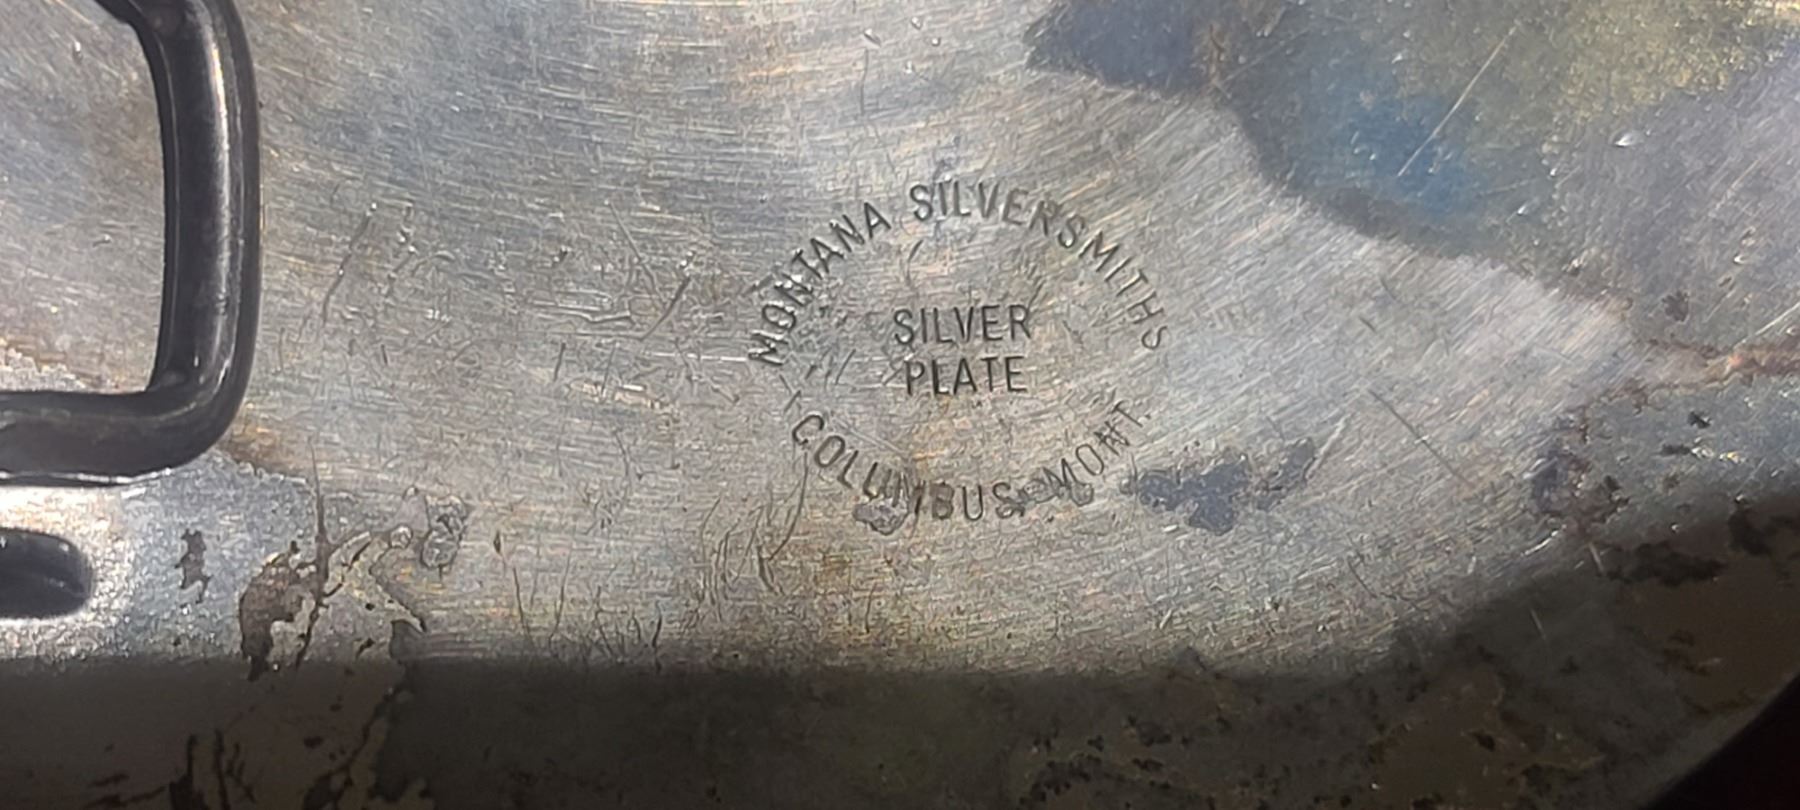 MONTANA SILVERSMITHS
SILVER
PLATE
COLUMBUS, MONT.